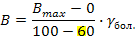 B = (B_max − 0) / (100 − 60) · γ_бол.